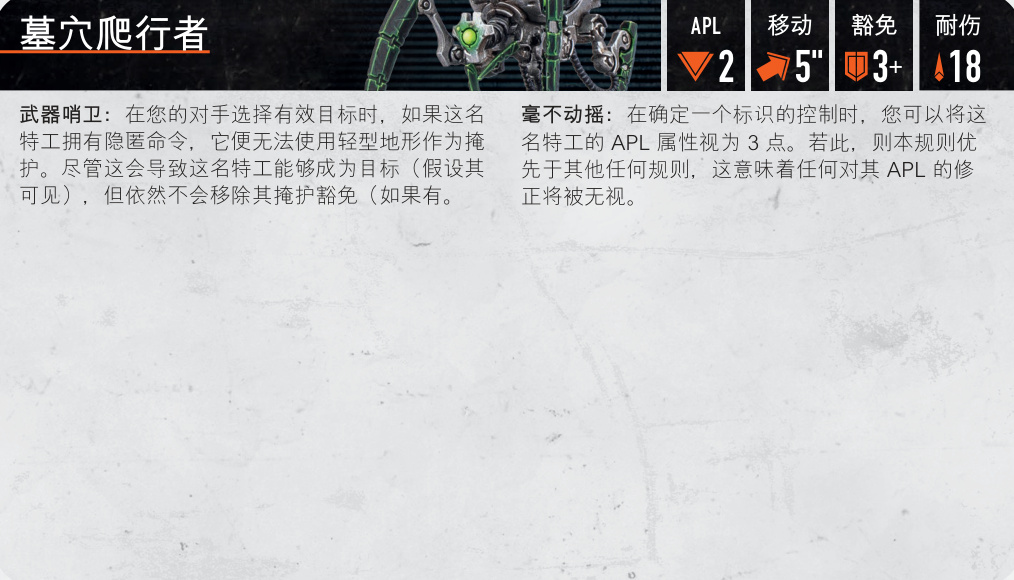 墓穴爬行者
APL
2
移动
5"
豁免
3+
耐伤
18
武器哨卫：在您的对手选择有效目标时，如果这名
特工拥有隐匿命令，它便无法使用轻型地形作为掩
护。尽管这会导致这名特工能够成为目标（假设其
可见），但依然不会移除其掩护豁免（如果有。
毫不动摇：在确定一个标识的控制时，您可以将这
名特工的 APL 属性视为 3 点。若此，则本规则优
先于其他任何规则，这意味着任何对其 APL 的修
正将被无视。